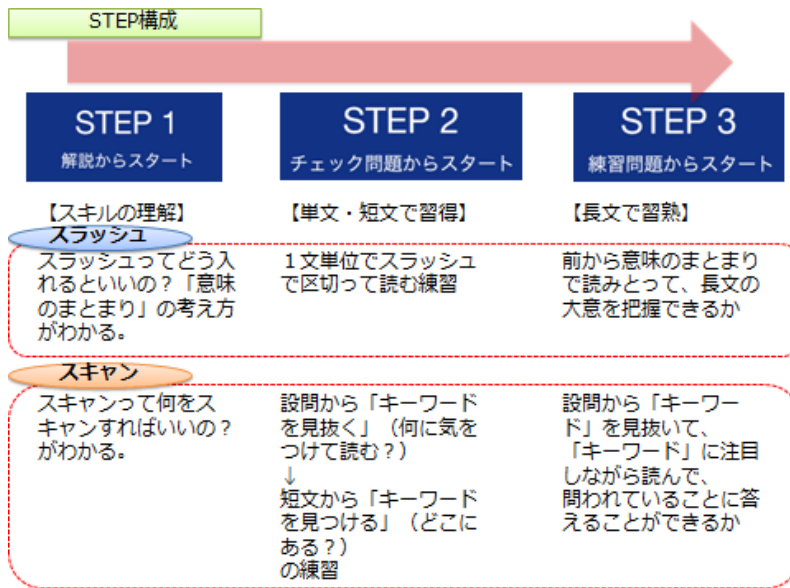 STEP構成
STEP 1
解説からスタート
STEP 2
チェック問題からスタート
STEP 3
練習問題からスタート
【スキルの理解】
【単文・短文で習得】
【長文で習熟】
スラッシュ
スラッシュってどう入
れるといいの？「意味
のまとまり」の考え方
がわかる。
１文単位でスラッシュ
で区切って読む練習
前から意味のまとまり
で読みとって、長文の
大意を把握できるか
スキャン
スキャンって何をス
キャンすればいいの？
がわかる。
設問から「キーワード
を見抜く」（何に気を
つけて読む？）
↓
短文から「キーワード
を見つける」（どこに
ある？）
の練習
設問から「キーワー
ド」を見抜いて、
「キーワード」に注目
しながら読んで、
問われていることに答
えることができるか